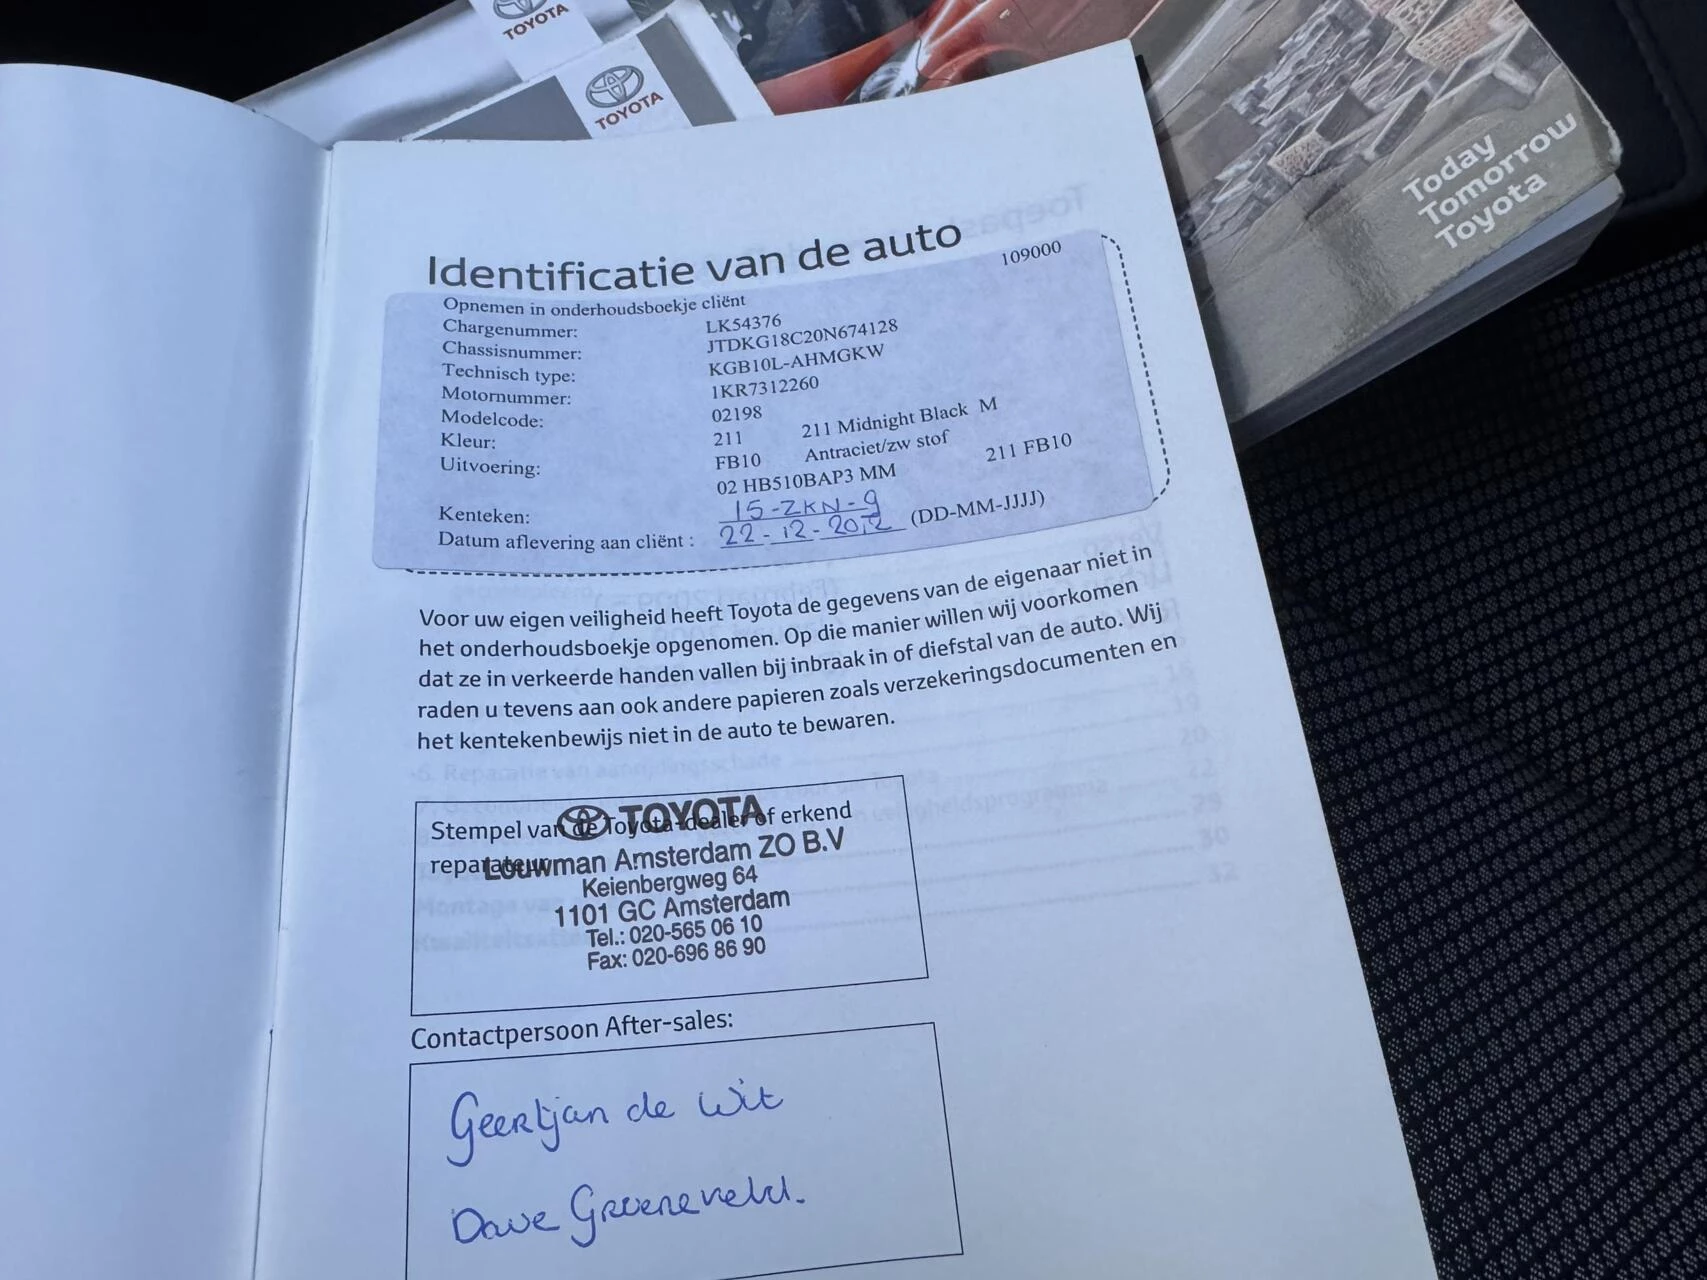 TOYOTA
TOYOTA
Today
Tomorrow
Toyota
Identificatie van de auto
109000
Opnemen in onderhoudsboekje cliënt
Chargenummer: LK54376
Chassisnummer: JTDKG18C20N674128
Technisch type: KGB10L-AHMGKW
Motornummer: 1KR7312260
Modelcode: 02198
Kleur: 211 211 Midnight Black M
Uitvoering: FB10 Antraciet/zw stof
02 HB510BAP3 MM 211 FB10
Kenteken: 15-ZKN-9
Datum aflevering aan cliënt : 22-12-2012 (DD-MM-JJJJ)
Voor uw eigen veiligheid heeft Toyota de gegevens van de eigenaar niet in
het onderhoudsboekje opgenomen. Op die manier willen wij voorkomen
dat ze in verkeerde handen vallen bij inbraak in of diefstal van de auto. Wij
raden u tevens aan ook andere papieren zoals verzekeringsdocumenten en
het kentekenbewijs niet in de auto te bewaren.
TOYOTA
Stempel van de Toyota-dealer of erkend
reparateur
Louwman Amsterdam ZO B.V
Keienbergweg 64
1101 GC Amsterdam
Tel.: 020-565 06 10
Fax: 020-696 86 90
Contactpersoon After-sales:
Geertjan de Wit
Dave Groeneveld.